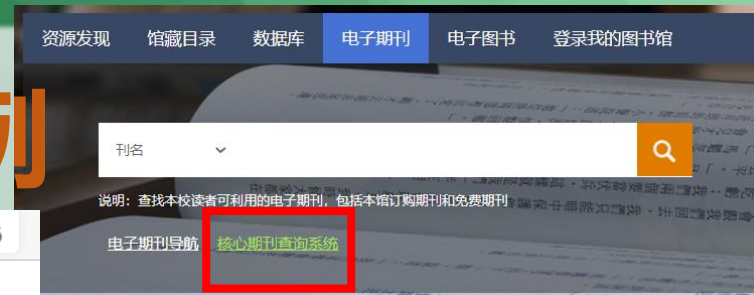 资源发现 馆藏目录 数据库 电子期刊 电子图书 登录我的图书馆
例
刊名
说明：查找本校读者可利用的电子期刊，包括本馆订购期刊和免费期刊
电子期刊导航 核心期刊查询系统